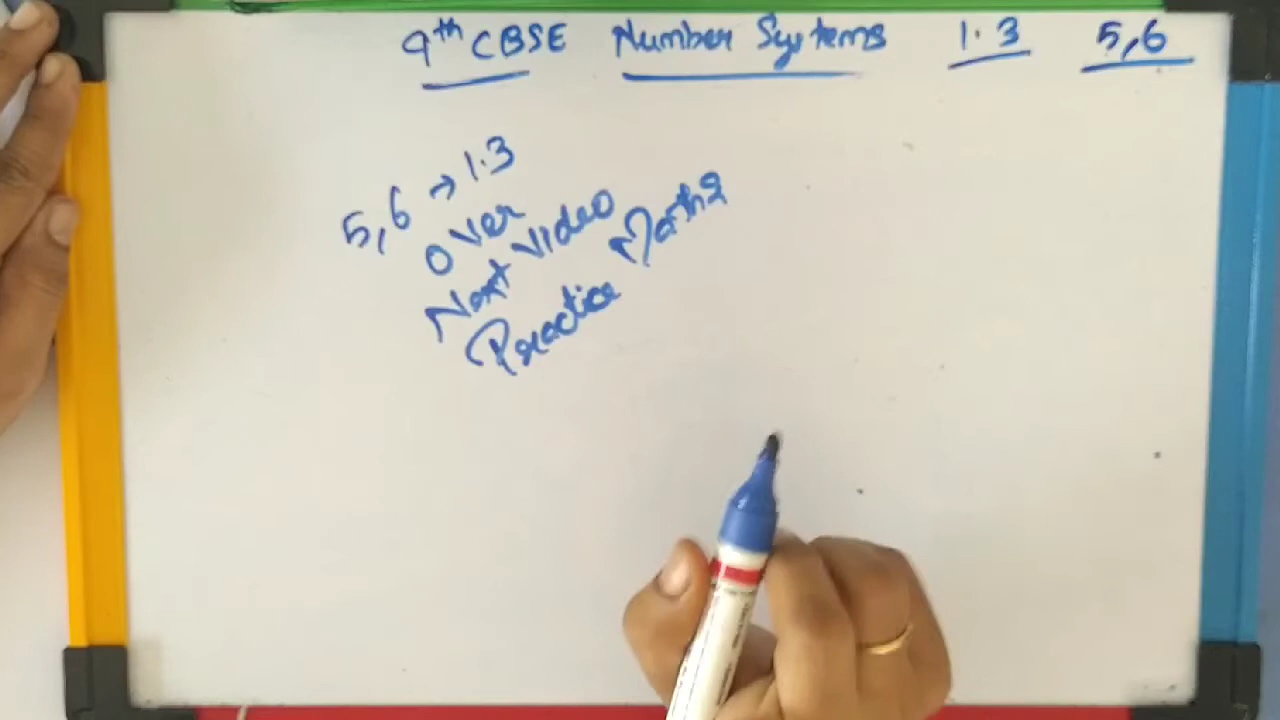 9th CBSE Number Systems 1.3 5,6
5,6 → 1.3
over
Next Video
Practice Maths